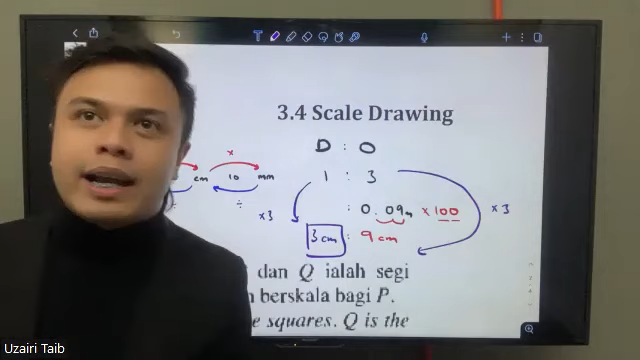 3.4 Scale Drawing
D : O
1 : 3
cm 10 mm
×
÷
×3
: 0.09m × 100
×3
3 cm : 9 cm
dan Q ialah segi
berskala bagi P.
squares. Q is the
Uzairi Taib